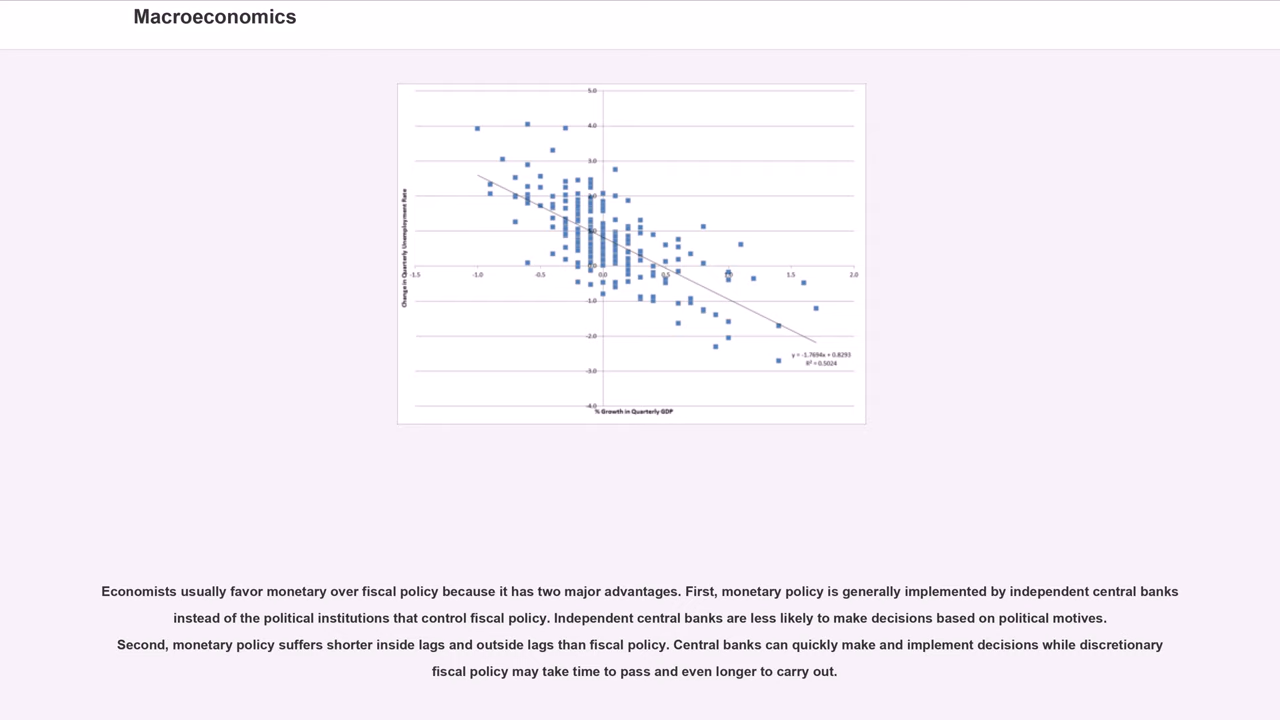 Macroeconomics
5.0
4.0
3.0
2.0
1.0
0.0
-1.5 -1.0 -0.5 0.0 0.5 1.0 1.5 2.0
-1.0
-2.0
-3.0
-4.0
Change in Quarterly Unemployment Rate
y = -1.7694x + 0.8293
R² = 0.5024
% Growth in Quarterly GDP
Economists usually favor monetary over fiscal policy because it has two major advantages. First, monetary policy is generally implemented by independent central banks
instead of the political institutions that control fiscal policy. Independent central banks are less likely to make decisions based on political motives.
Second, monetary policy suffers shorter inside lags and outside lags than fiscal policy. Central banks can quickly make and implement decisions while discretionary
fiscal policy may take time to pass and even longer to carry out.